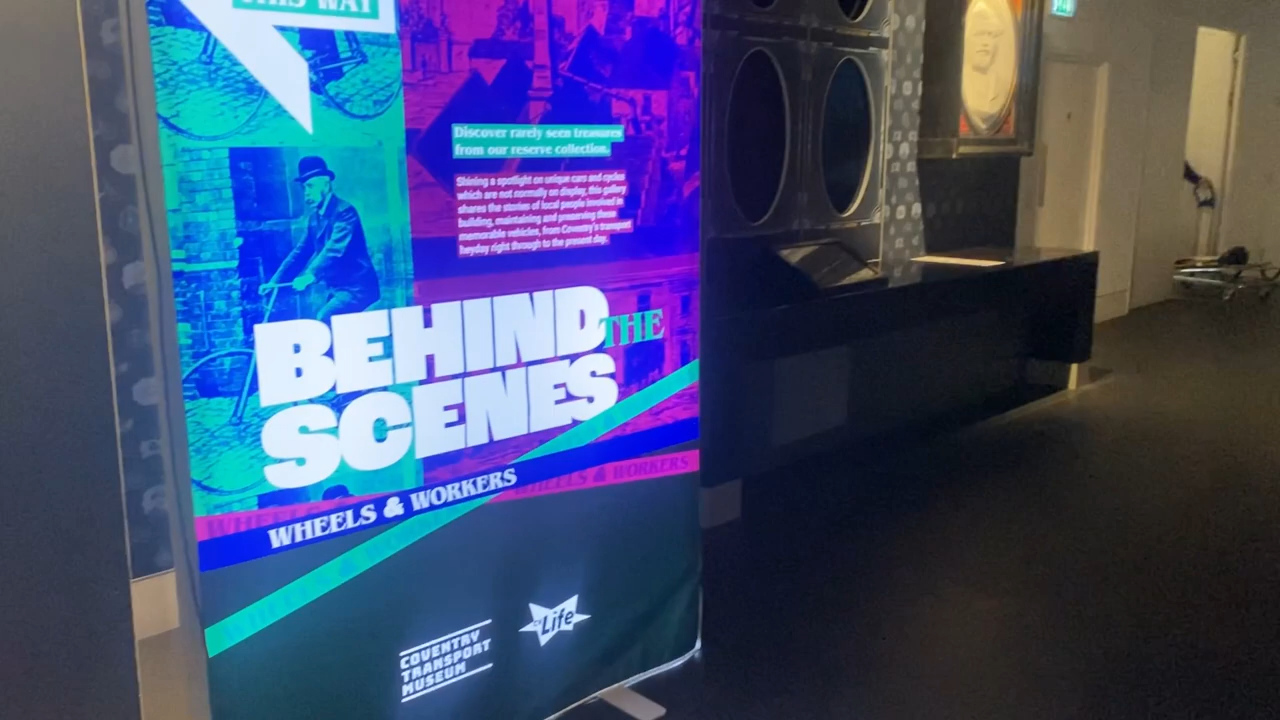 THIS WAY
Discover rarely seen treasures
from our reserve collection.
Shining a spotlight on unique cars and cycles
which are not normally on display, this gallery
shares the stories of local people involved in
building, maintaining and preserving these
memorable vehicles, from Coventry's transport
heyday right through to the present day.
BEHIND THE
SCENES
WHEELS & WORKERS
WHEELS & WORKERS
WHEELS
COVENTRY
TRANSPORT
MUSEUM
CV Life